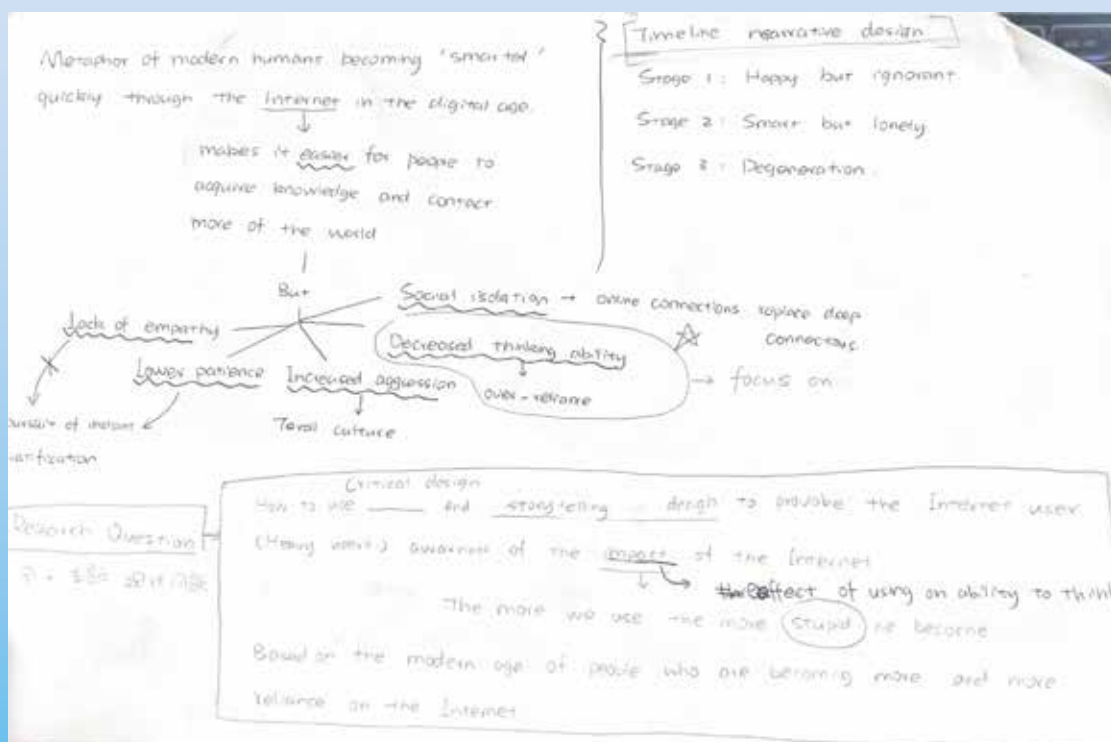 Metaphor of modern humans becoming "smarter"
quickly through the Internet in the digital age.
makes it easier for people to
acquire knowledge and contact
more of the world
But
Social isolation → online connections replace deep
connections
Lack of empathy
Decreased thinking ability
→ focus on
Lower patience
Increased aggression
over-reliance
pursuit of instant
culture
Timeline narrative design
Stage 1: Happy but ignorant
Stage 2: Smart but lonely
Stage 3: Degeneration.
Research Question
Critical design
How to use ___ and storytelling design to provoke the Internet user
(Heavy users) awareness of the impact of the Internet
effect of using on ability to think
The more we use the more stupid we become
Based on the modern age of people who are becoming more and more
reliance on the Internet